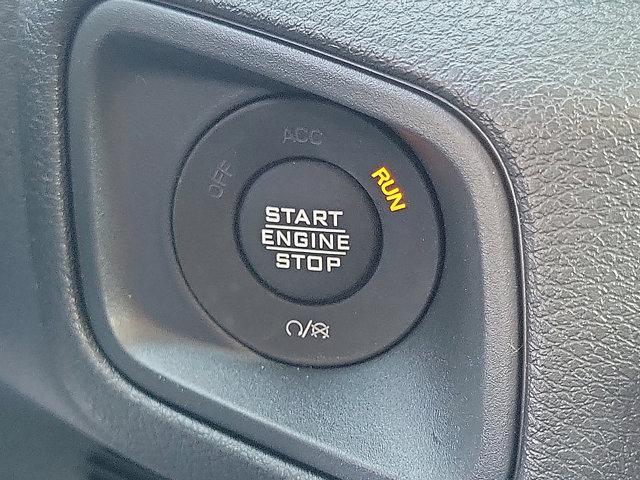 ACC
OFF
RUN
START
ENGINE
STOP